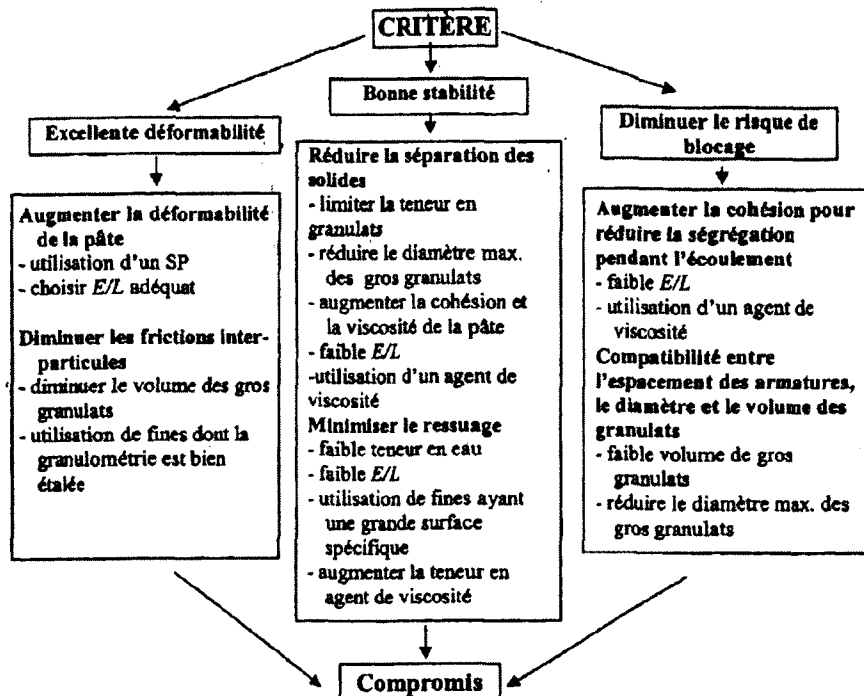 CRITÈRE
Excellente déformabilité
Augmenter la déformabilité
de la pâte
- utilisation d'un SP
- choisir E/L adéquat
Diminuer les frictions inter-
particules
- diminuer le volume des gros
granulats
- utilisation de fines dont la
granulométrie est bien
étalée
Bonne stabilité
Réduire la séparation des
solides
- limiter la teneur en
granulats
- réduire le diamètre max.
des gros granulats
- augmenter la cohésion et
la viscosité de la pâte
- faible E/L
-utilisation d'un agent de
viscosité
Minimiser le ressuage
- faible teneur en eau
- faible E/L
- utilisation de fines ayant
une grande surface
spécifique
- augmenter la teneur en
agent de viscosité
Diminuer le risque de
blocage
Augmenter la cohésion pour
réduire la ségrégation
pendant l'écoulement
- faible E/L
- utilisation d'un agent de
viscosité
Compatibilité entre
l'espacement des armatures,
le diamètre et le volume des
granulats
- faible volume de gros
granulats
- réduire le diamètre max. des
gros granulats
Compromis